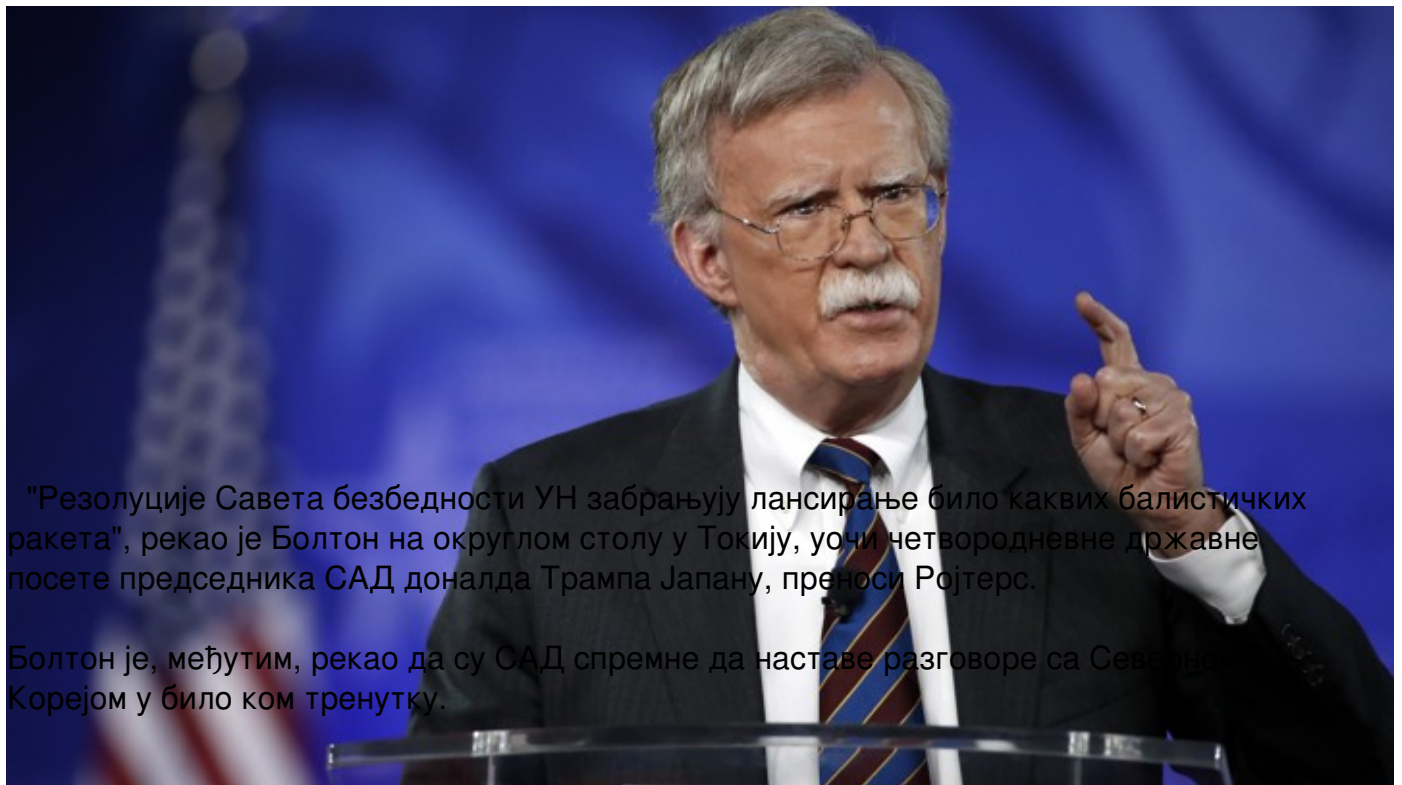 "Резолуције Савета безбедности УН забрањују лансирање било каквих балистичких
ракета", рекао је Болтон на округлом столу у Токију, уочи четвородневне државне
посете председника САД доналда Трампа Јапану, преноси Ројтерс.
Болтон је, међутим, рекао да су САД спремне да наставе разговоре са Северном
Корејом у било ком тренутку.